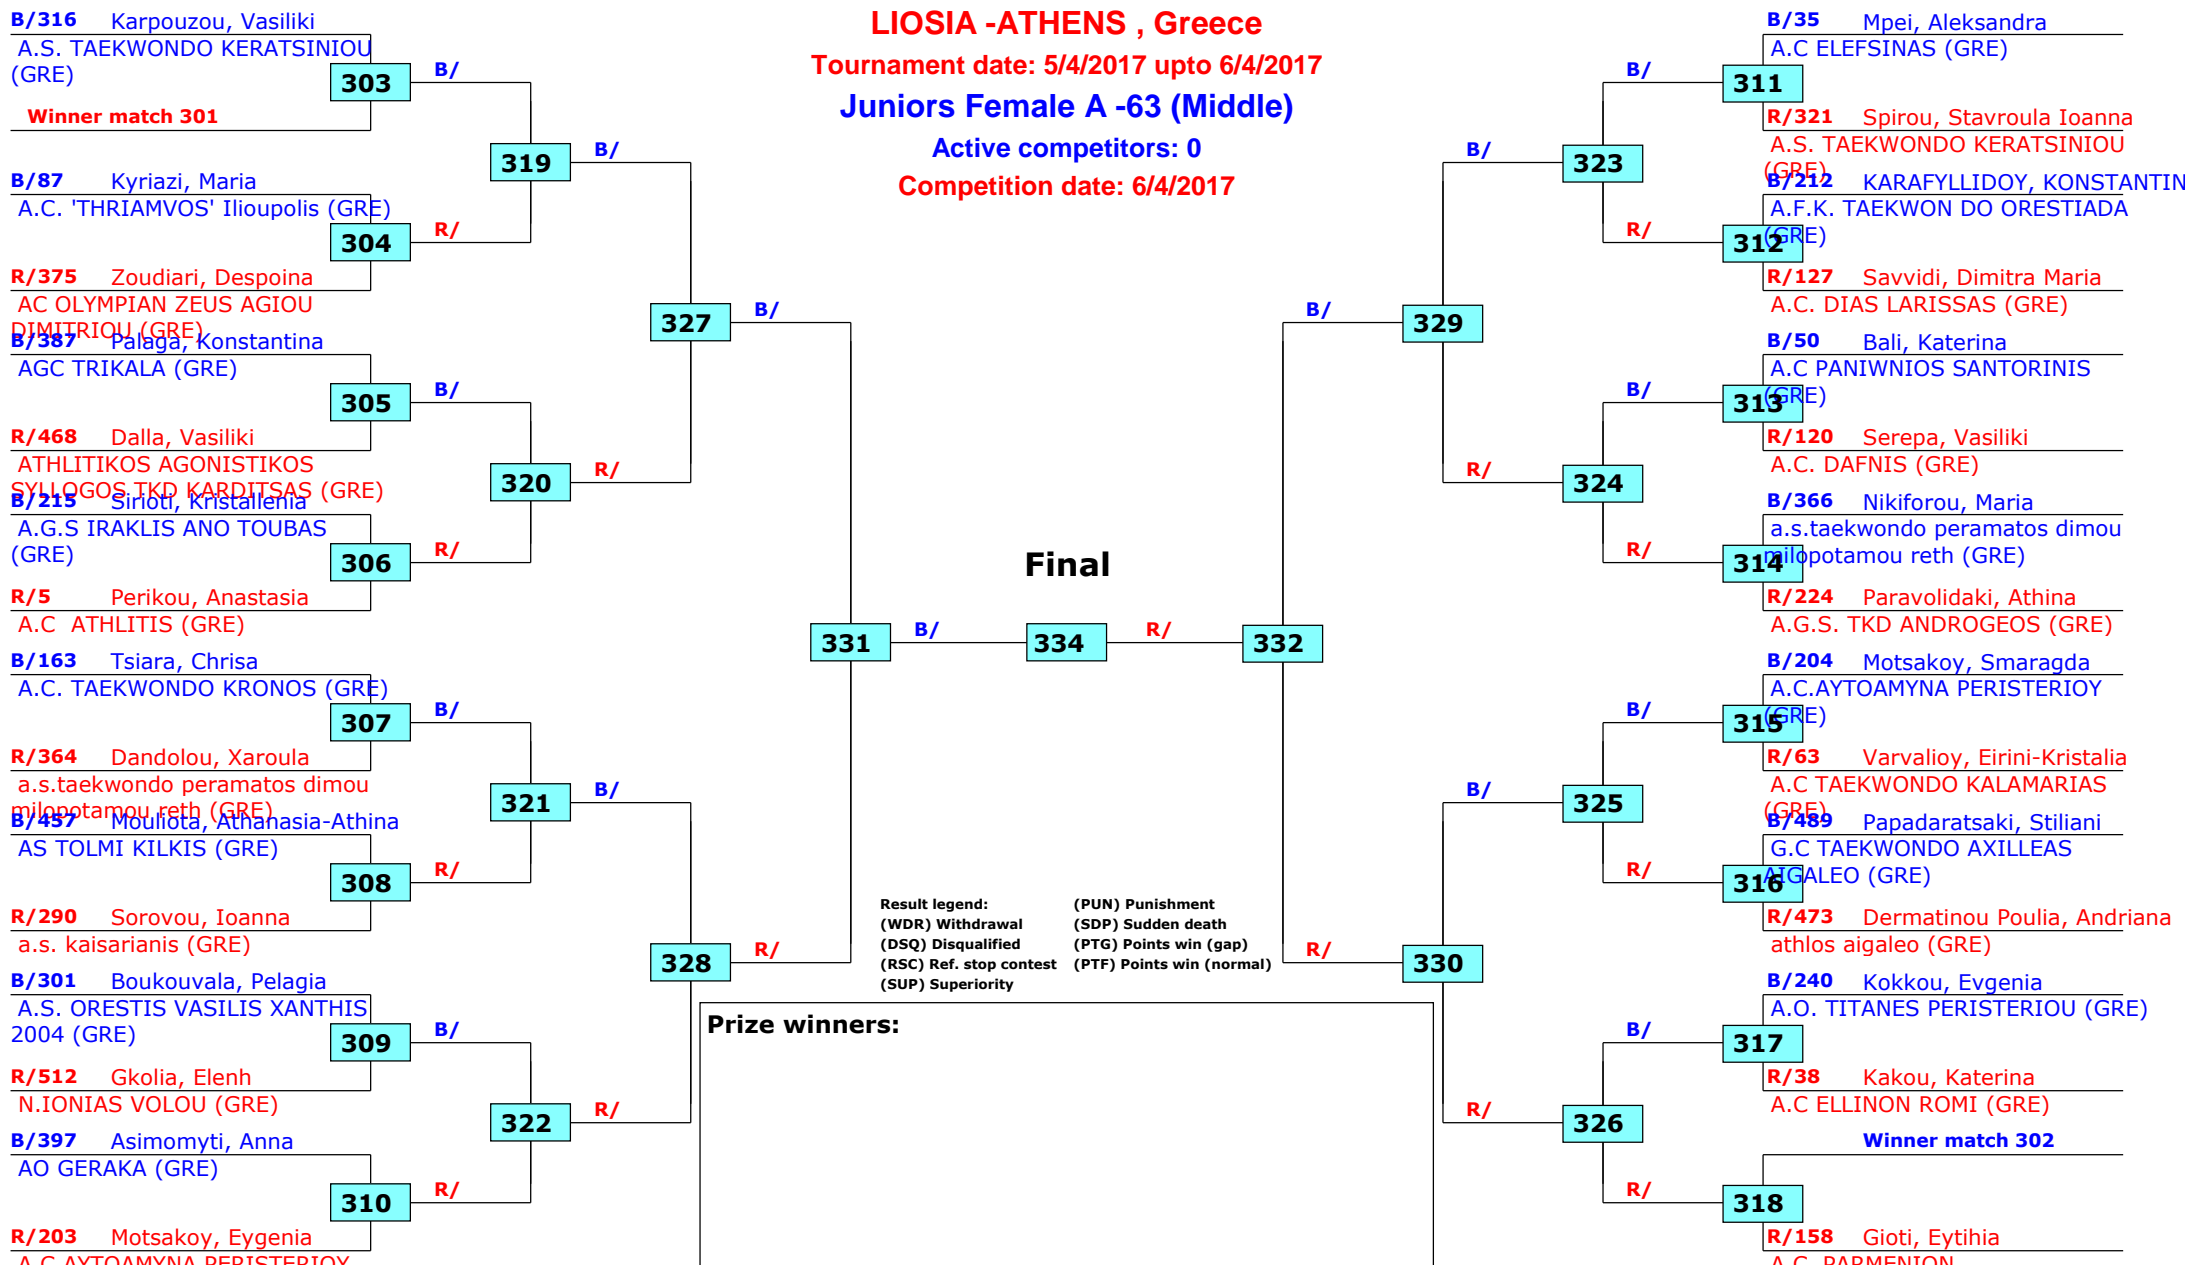 LIOSIA -ATHENS , Greece
Tournament date: 5/4/2017 upto 6/4/2017
Juniors Female A -63 (Middle)
Active competitors: 0
Competition date: 6/4/2017
B/316 Karpouzou, Vasiliki
A.S. TAEKWONDO KERATSINIOU
(GRE)
303
Winner match 301
B/
319
B/
B/87 Kyriazi, Maria
A.C. 'THRIAMVOS' Ilioupolis (GRE)
304
R/
R/375 Zoudiari, Despoina
AC OLYMPIAN ZEUS AGIOU
DIMITRIOU (GRE)
327
B/
B/387 Palaga, Konstantina
AGC TRIKALA (GRE)
305
B/
R/468 Dalla, Vasiliki
ATHLITIKOS AGONISTIKOS
SYLLOGOS TKD KARDITSAS (GRE)
320
R/
B/215 Sirioti, Kristallenia
A.G.S IRAKLIS ANO TOUBAS
(GRE)
306
R/
R/5 Perikou, Anastasia
A.C  ATHLITIS (GRE)
331
B/
B/163 Tsiara, Chrisa
A.C. TAEKWONDO KRONOS (GRE)
307
B/
R/364 Dandolou, Xaroula
a.s.taekwondo peramatos dimou
milopotamou reth (GRE)
321
B/
B/457 Mouliota, Athanasia-Athina
AS TOLMI KILKIS (GRE)
308
R/
R/290 Sorovou, Ioanna
a.s. kaisarianis (GRE)
328
R/
B/301 Boukouvala, Pelagia
A.S. ORESTIS VASILIS XANTHIS
2004 (GRE)
309
B/
R/512 Gkolia, Elenh
N.IONIAS VOLOU (GRE)
322
R/
B/397 Asimomyti, Anna
AO GERAKA (GRE)
310
R/
R/203 Motsakoy, Eygenia
A.C.AYTOAMYNA PERISTERIOY
Final
334
R/
332
B/35 Mpei, Aleksandra
A.C ELEFSINAS (GRE)
B/
311
R/321 Spirou, Stavroula Ioanna
A.S. TAEKWONDO KERATSINIOU
(GRE)
B/
323
B/212 KARAFYLLIDOY, KONSTANTIN
A.F.K. TAEKWON DO ORESTIADA
(GRE)
R/
312
R/127 Savvidi, Dimitra Maria
A.C. DIAS LARISSAS (GRE)
B/
329
B/50 Bali, Katerina
A.C PANIWNIOS SANTORINIS
(GRE)
B/
313
R/120 Serepa, Vasiliki
A.C. DAFNIS (GRE)
R/
324
B/366 Nikiforou, Maria
a.s.taekwondo peramatos dimou
milopotamou reth (GRE)
R/
314
R/224 Paravolidaki, Athina
A.G.S. TKD ANDROGEOS (GRE)
B/204 Motsakoy, Smaragda
A.C.AYTOAMYNA PERISTERIOY
(GRE)
B/
315
R/63 Varvalioy, Eirini-Kristalia
A.C TAEKWONDO KALAMARIAS
(GRE)
B/
325
B/489 Papadaratsaki, Stiliani
G.C TAEKWONDO AXILLEAS
AIGALEO (GRE)
R/
316
R/473 Dermatinou Poulia, Andriana
athlos aigaleo (GRE)
R/
330
B/240 Kokkou, Evgenia
A.O. TITANES PERISTERIOU (GRE)
B/
317
R/38 Kakou, Katerina
A.C ELLINON ROMI (GRE)
R/
326
Winner match 302
R/
318
R/158 Gioti, Eytihia
A.C. PARMENION
Result legend:
(WDR) Withdrawal
(DSQ) Disqualified
(RSC) Ref. stop contest
(SUP) Superiority
(PUN) Punishment
(SDP) Sudden death
(PTG) Points win (gap)
(PTF) Points win (normal)
Prize winners: